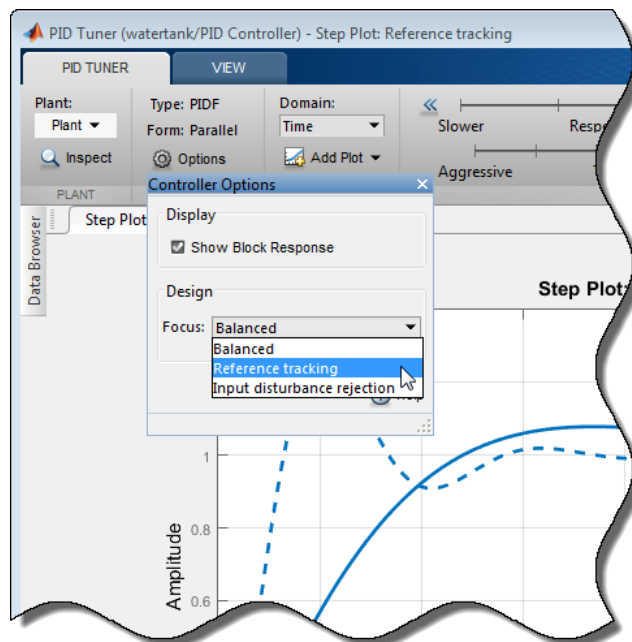 PID Tuner (watertank/PID Controller) - Step Plot: Reference tracking
PID TUNER
VIEW
Plant:
Plant
Inspect
PLANT
Type: PIDF
Form: Parallel
Options
Domain:
Time
Add Plot
Slower
Aggressive
Controller Options
Display
Show Block Response
Design
Focus: Balanced
Balanced
Reference tracking
Input disturbance rejection
Data Browser
Step Plot
Step Plot:
Amplitude
1
0.8
0.6